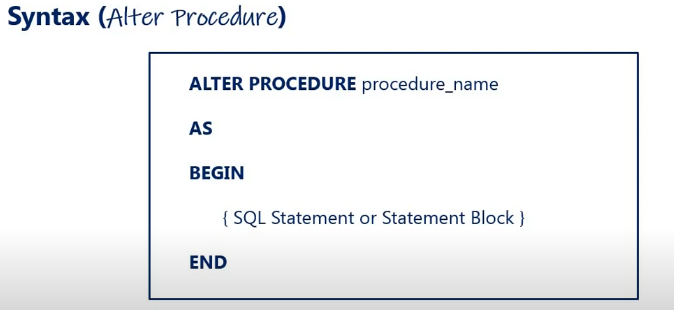 Syntax (Alter Procedure)
ALTER PROCEDURE procedure_name
AS
BEGIN
{ SQL Statement or Statement Block }
END